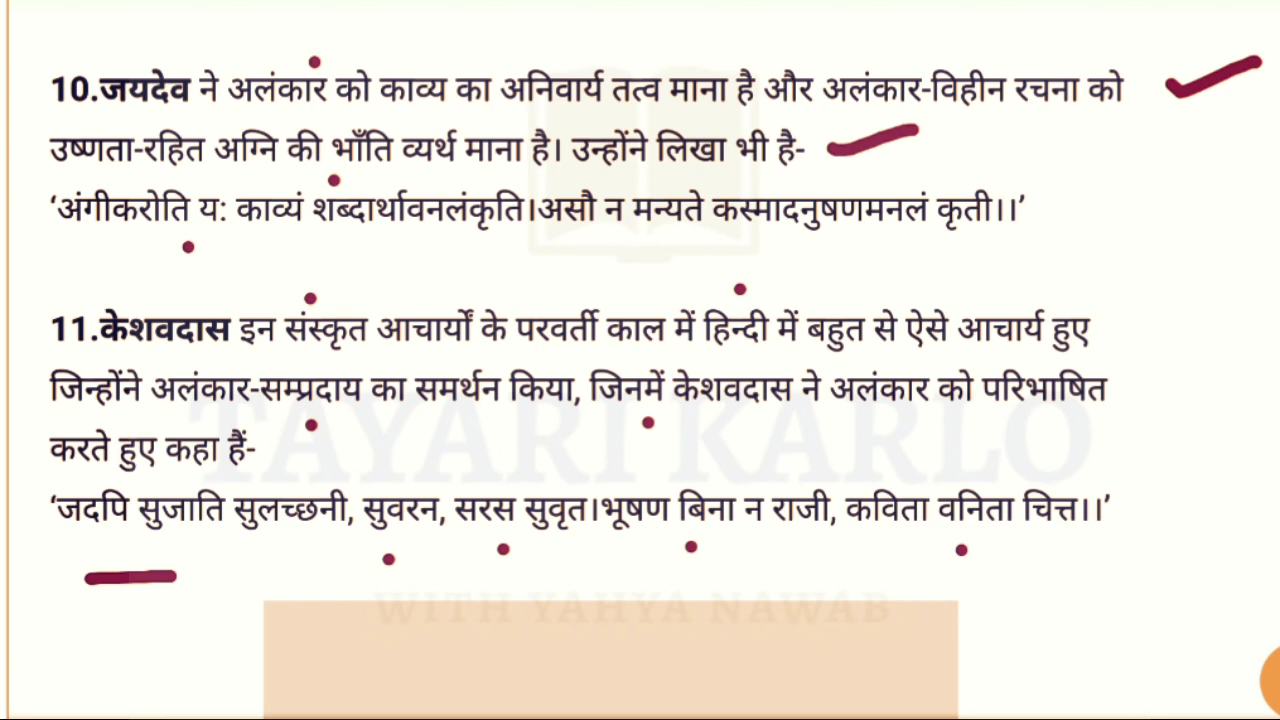 10.जयदेव ने अलंकार को काव्य का अनिवार्य तत्व माना है और अलंकार-विहीन रचना को
उष्णता-रहित अग्नि की भाँति व्यर्थ माना है। उन्होंने लिखा भी है-
‘अंगीकरोति य: काव्यं शब्दार्थावनलंकृति।असौ न मन्यते कस्मादनुषणमनलं कृती।।’
11.केशवदास इन संस्कृत आचार्यों के परवर्ती काल में हिन्दी में बहुत से ऐसे आचार्य हुए
जिन्होंने अलंकार-सम्प्रदाय का समर्थन किया, जिनमें केशवदास ने अलंकार को परिभाषित
करते हुए कहा हैं-
‘जदपि सुजाति सुलच्छनी, सुवरन, सरस सुवृत।भूषण बिना न राजी, कविता वनिता चित्त।।’
TAYARI KARLO
WITH YAHYA NAWAB